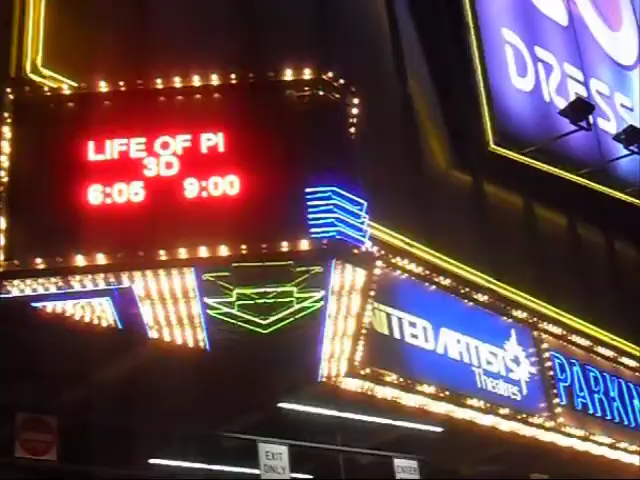 LIFE OF PI
3D
6:05 9:00
DRESS
NITED ARTISTS
Theatres
PARKIN
EXIT
ONLY
ENTER